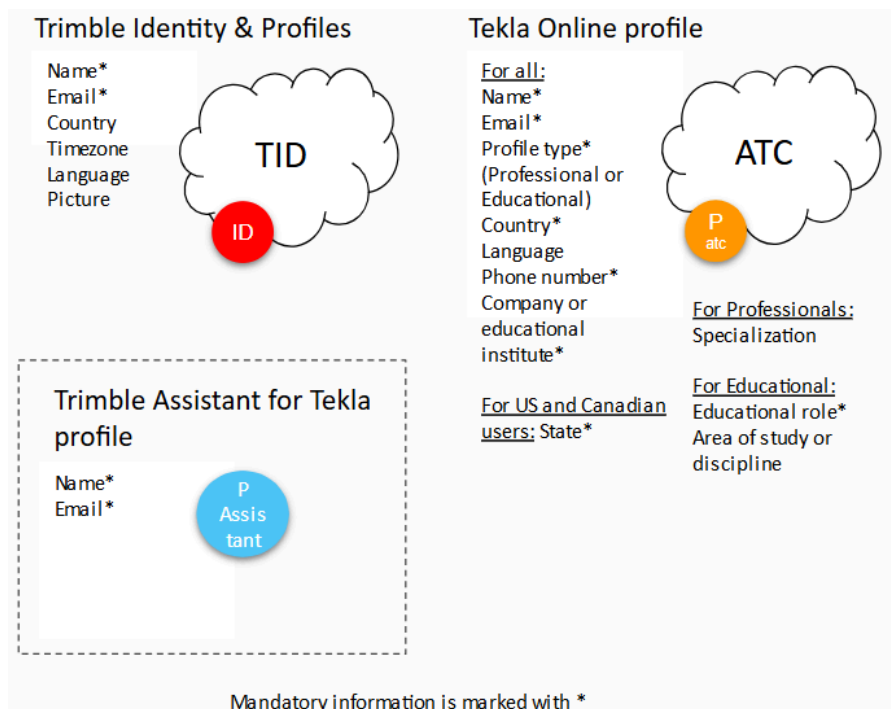 Trimble Identity & Profiles
Name*
Email*
Country
Timezone
Language
Picture
TID
ID
Tekla Online profile
For all:
Name*
Email*
Profile type*
(Professional or
Educational)
Country*
Language
Phone number*
Company or
educational
institute*
For US and Canadian
users: State*
ATC
P
atc
For Professionals:
Specialization
For Educational:
Educational role*
Area of study or
discipline
Trimble Assistant for Tekla
profile
Name*
Email*
P
Assis
tant
Mandatory information is marked with *